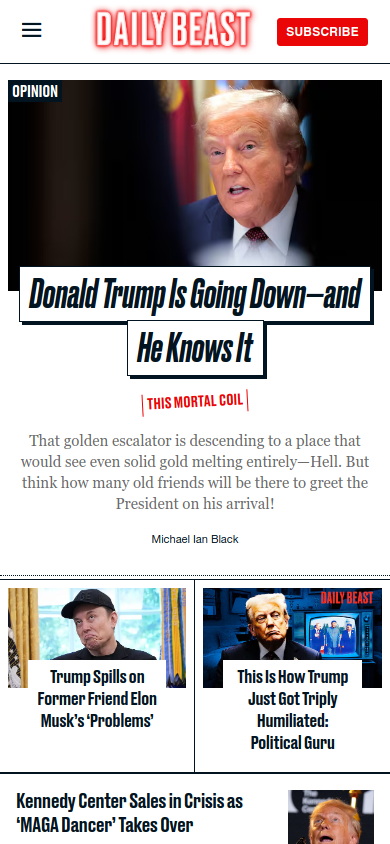 DAILY BEAST
SUBSCRIBE
OPINION
Donald Trump Is Going Down—and
He Knows It
THIS MORTAL COIL
That golden escalator is descending to a place that
would see even solid gold melting entirely—Hell. But
think how many old friends will be there to greet the
President on his arrival!
Michael Ian Black
Trump Spills on
Former Friend Elon
Musk’s ‘Problems’
DAILY BEAST
This Is How Trump
Just Got Triply
Humiliated:
Political Guru
Kennedy Center Sales in Crisis as
‘MAGA Dancer’ Takes Over